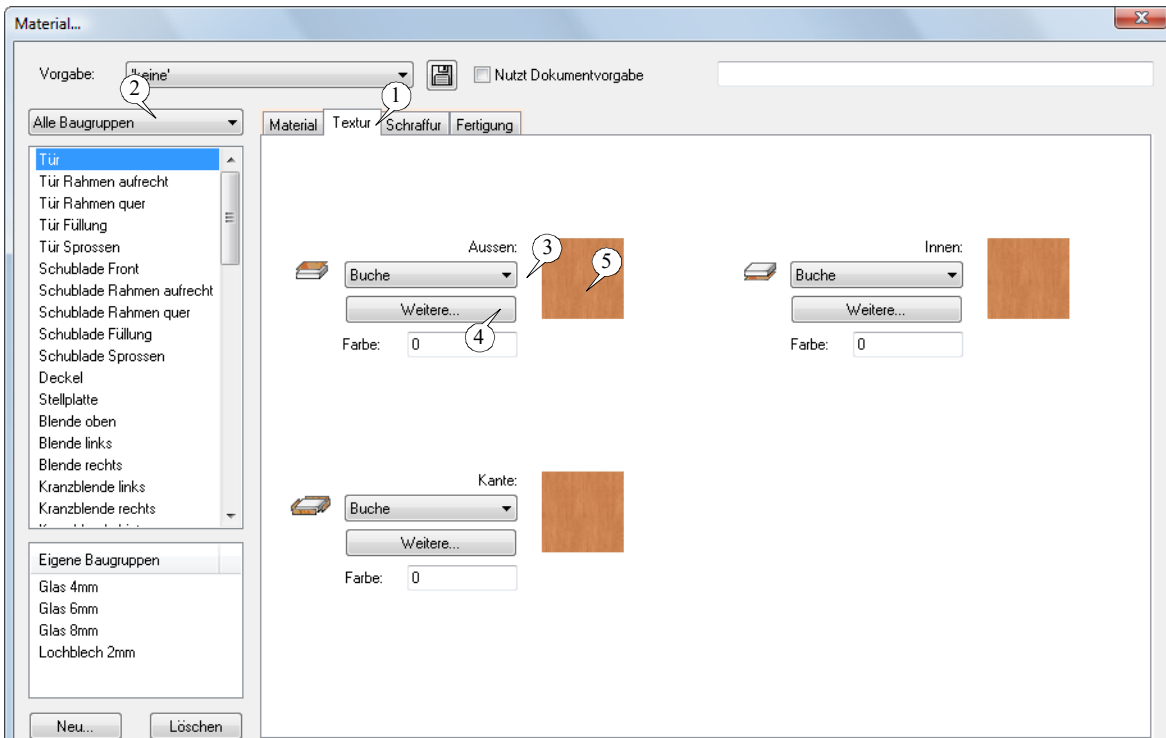 Material...
Vorgabe: 'keine' Nutzt Dokumentvorgabe
2
1
Alle Baugruppen
Material Textur Schraffur Fertigung
Tür
Tür Rahmen aufrecht
Tür Rahmen quer
Tür Füllung
Tür Sprossen
Schublade Front
Schublade Rahmen aufrecht
Schublade Rahmen quer
Schublade Füllung
Schublade Sprossen
Deckel
Stellplatte
Blende oben
Blende links
Blende rechts
Kranzblende links
Kranzblende rechts
Eigene Baugruppen
Glas 4mm
Glas 6mm
Glas 8mm
Lochblech 2mm
Neu... Löschen
Aussen: 3
Buche 5
Weitere...
4
Farbe: 0
Innen:
Buche
Weitere...
Farbe: 0
Kante:
Buche
Weitere...
Farbe: 0